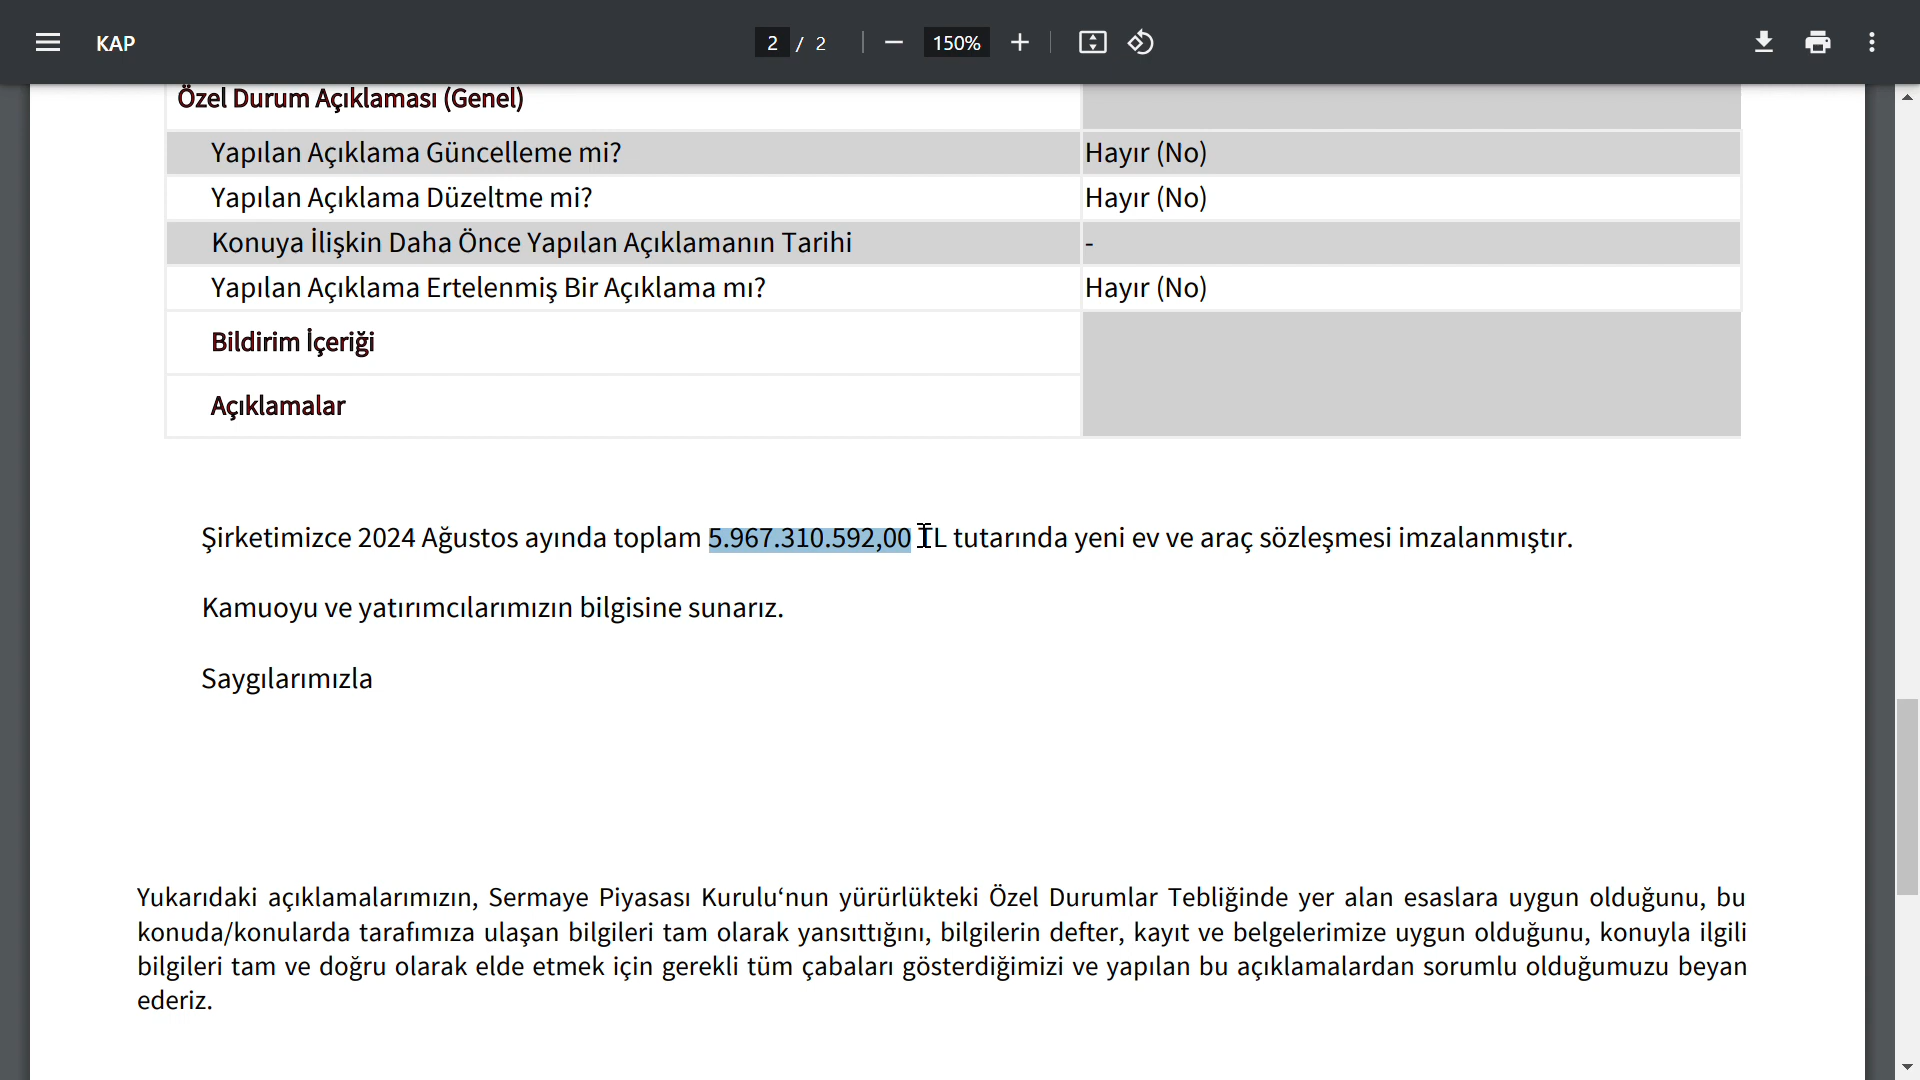 KAP
2 / 2
150%
Özel Durum Açıklaması (Genel)
Yapılan Açıklama Güncelleme mi? Hayır (No)
Yapılan Açıklama Düzeltme mi? Hayır (No)
Konuya İlişkin Daha Önce Yapılan Açıklamanın Tarihi -
Yapılan Açıklama Ertelenmiş Bir Açıklama mı? Hayır (No)
Bildirim İçeriği
Açıklamalar
Şirketimizce 2024 Ağustos ayında toplam 5.967.310.592,00 TL tutarında yeni ev ve araç sözleşmesi imzalanmıştır.
Kamuoyu ve yatırımcılarımızın bilgisine sunarız.
Saygılarımızla
Yukarıdaki açıklamalarımızın, Sermaye Piyasası Kurulu‘nun yürürlükteki Özel Durumlar Tebliğinde yer alan esaslara uygun olduğunu, bu
konuda/konularda tarafımıza ulaşan bilgileri tam olarak yansıttığını, bilgilerin defter, kayıt ve belgelerimize uygun olduğunu, konuyla ilgili
bilgileri tam ve doğru olarak elde etmek için gerekli tüm çabaları gösterdiğimizi ve yapılan bu açıklamalardan sorumlu olduğumuzu beyan
ederiz.